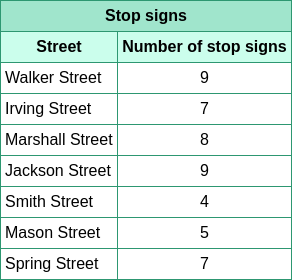 Stop signs
Street Number of stop signs
Walker Street 9
Irving Street 7
Marshall Street 8
Jackson Street 9
Smith Street 4
Mason Street 5
Spring Street 7